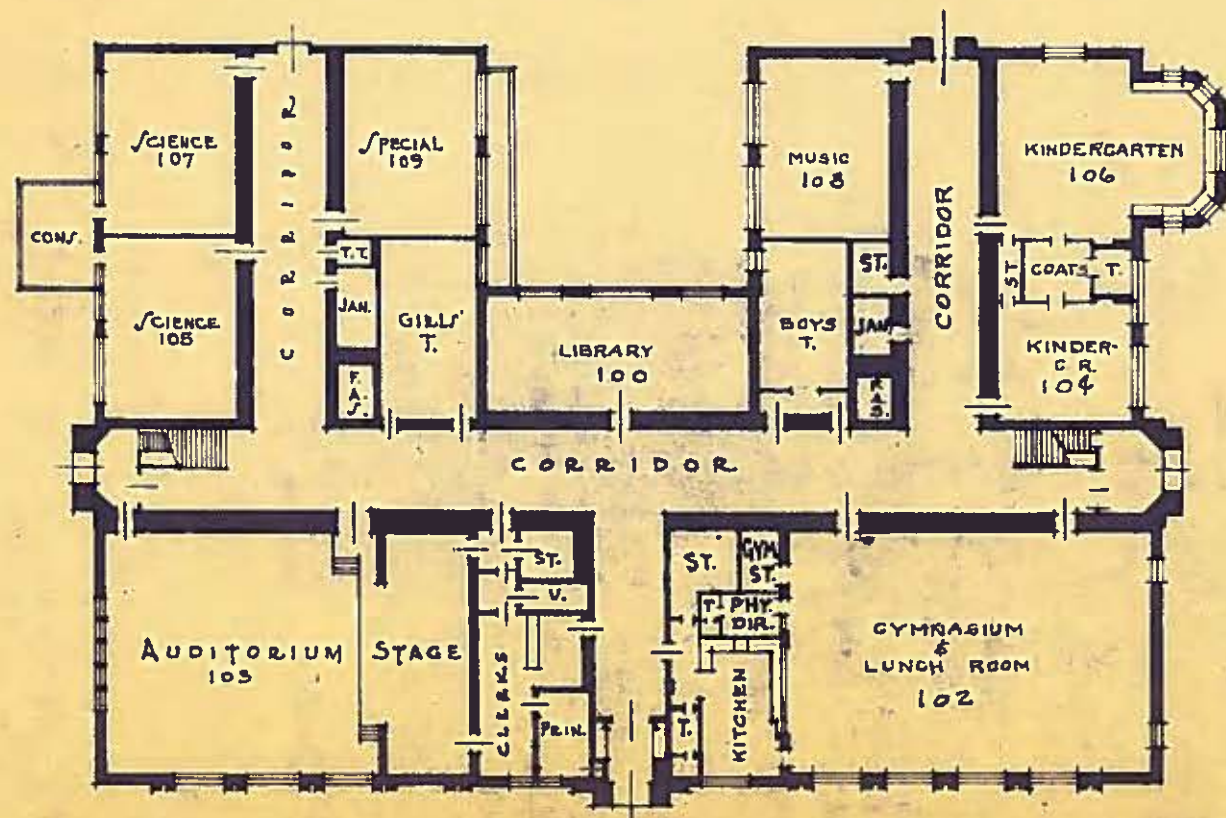 SCIENCE
107
CORRIDOR
SPECIAL
109
MUSIC
108
CORRIDOR
KINDERGARTEN
106
CONS.
T.T.
JAN.
F.
A.
S.
SCIENCE
105
GIRLS'
T.
LIBRARY
100
BOYS
T.
ST.
JAN.
ST.
COATS
T.
KINDER-
G R.
104
CORRIDOR
AUDITORIUM
103
STAGE
ST.
V.
CLERKS
PRIN.
ST.
GYM.
ST.
T.
PHY.
DIR.
T.
KITCHEN
GYMNASIUM
&
LUNCH ROOM
102